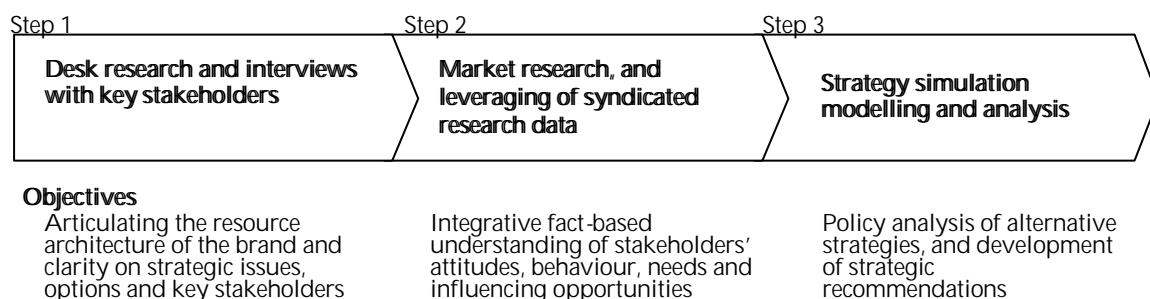 Step 1
Step 2
Step 3
Desk research and interviews
with key stakeholders
Market research, and
leveraging of syndicated
research data
Strategy simulation
modelling and analysis
Objectives
Articulating the resource
architecture of the brand and
clarity on strategic issues,
options and key stakeholders
Integrative fact-based
understanding of stakeholders’
attitudes, behaviour, needs and
influencing opportunities
Policy analysis of alternative
strategies, and development
of strategic
recommendations